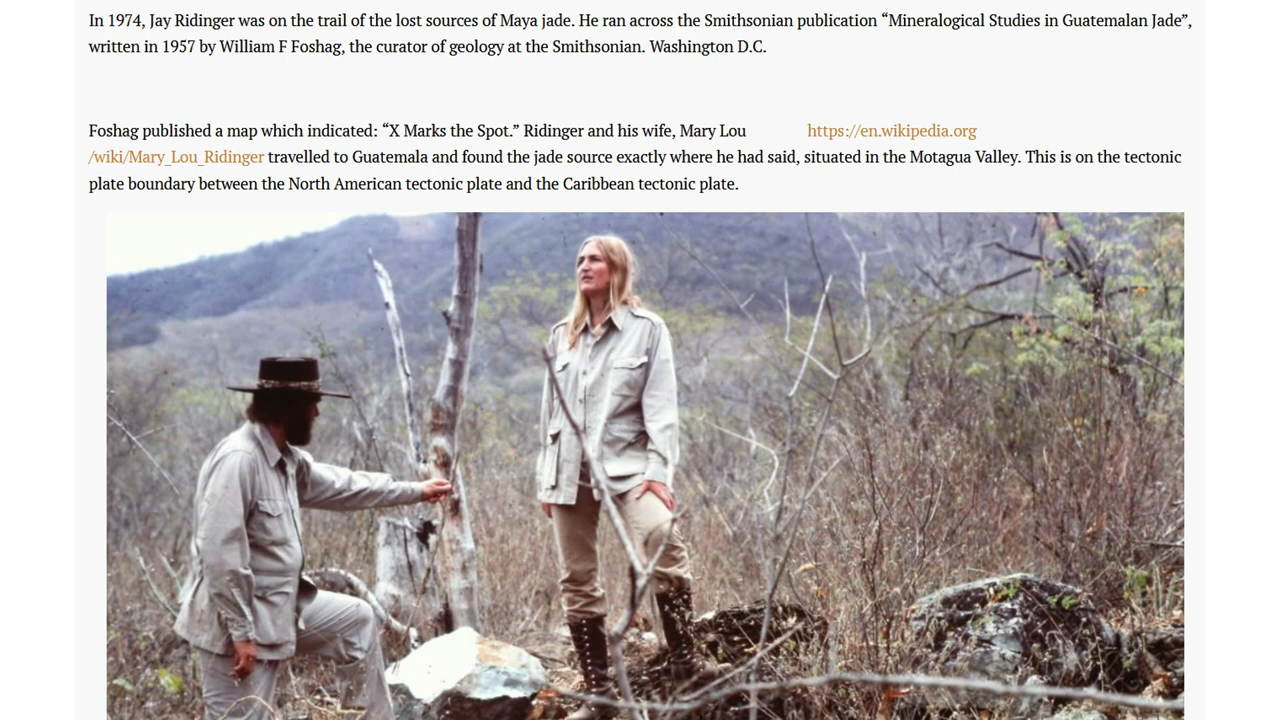 In 1974, Jay Ridinger was on the trail of the lost sources of Maya jade. He ran across the Smithsonian publication “Mineralogical Studies in Guatemalan Jade”,
written in 1957 by William F Foshag, the curator of geology at the Smithsonian. Washington D.C.
Foshag published a map which indicated: “X Marks the Spot.” Ridinger and his wife, Mary Lou https://en.wikipedia.org
/wiki/Mary_Lou_Ridinger travelled to Guatemala and found the jade source exactly where he had said, situated in the Motagua Valley. This is on the tectonic
plate boundary between the North American tectonic plate and the Caribbean tectonic plate.